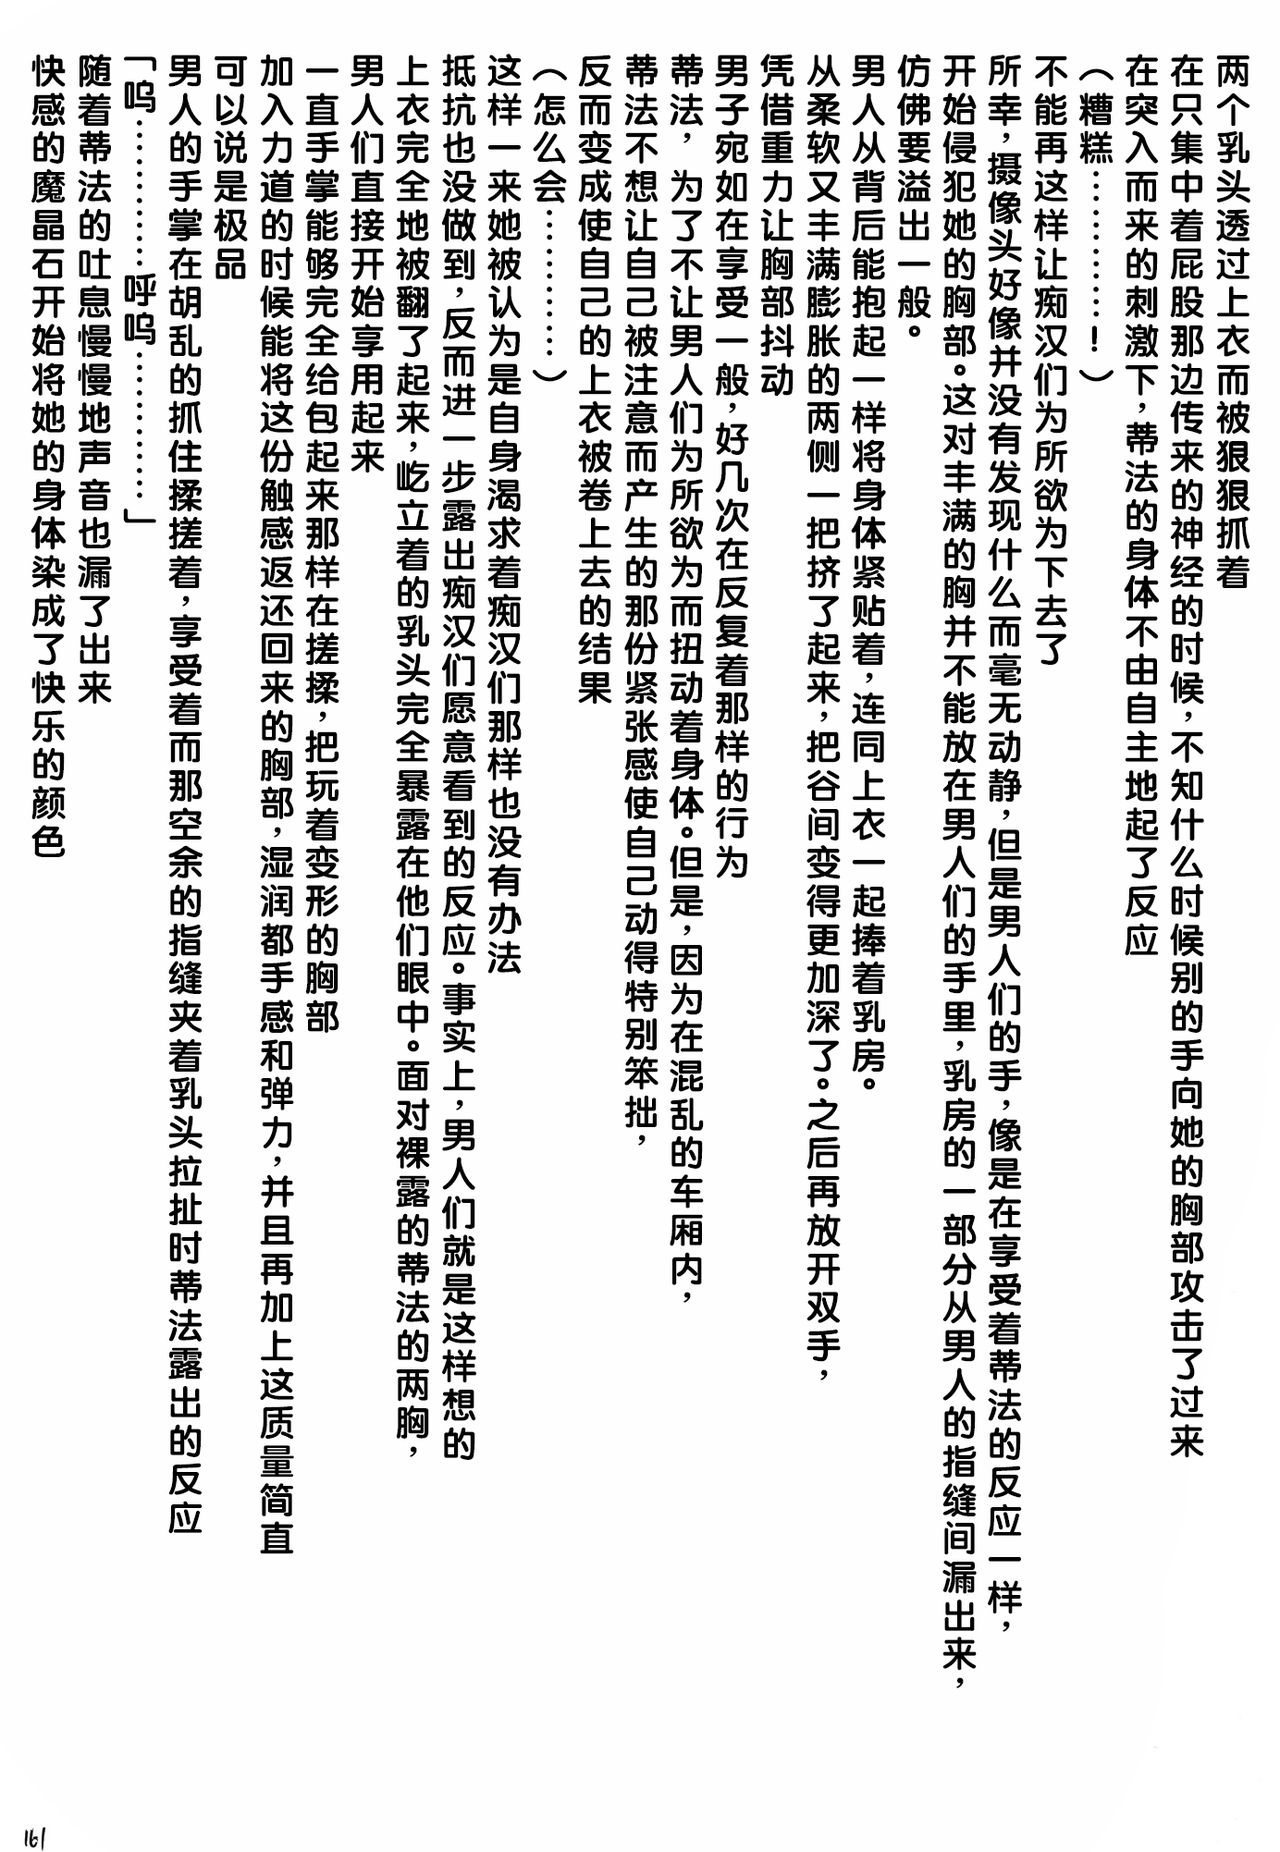 两个乳头透过上衣而被狠狠抓着
在只集中着屁股那边传来的神经的时候,不知什么时候别的手向她的胸部攻击了过来
在突入而来的刺激下,蒂法的身体不由自主地起了反应
(糟糕…………!)
不能再这样让痴汉们为所欲为下去了
所幸,摄像头好像并没有发现什么而毫无动静,但是男人们的手,像是在享受着蒂法的反应一样,
开始侵犯她的胸部。这对丰满的胸并不能放在男人们的手里,乳房的一部分从男人的指缝间漏出来,
仿佛要溢出一般。
男人从背后能抱起一样将身体紧贴着,连同上衣一起捧着乳房。
从柔软又丰满膨胀的两侧一把挤了起来,把谷间变得更加深了。之后再放开双手,
凭借重力让胸部抖动
男子宛如在享受一般,好几次在反复着那样的行为
蒂法,为了不让男人们为所欲为而扭动着身体。但是,因为在混乱的车厢内,
蒂法不想让自己被注意而产生的那份紧张感使自己动得特别笨拙,
反而变成使自己的上衣被卷上去的结果
(怎么会…………)
这样一来她被认为是自身渴求着痴汉们那样也没有办法
抵抗也没做到,反而进一步露出痴汉们愿意看到的反应。事实上,男人们就是这样想的
上衣完全地被翻了起来,屹立着的乳头完全暴露在他们眼中。面对裸露的蒂法的两胸,
男人们直接开始享用起来
一直手掌能够完全给包起来那样在搓揉,把玩着变形的胸部
加入力道的时候能将这份触感返还回来的胸部,湿润都手感和弹力,并且再加上这质量简直
可以说是极品
男人的手掌在胡乱的抓住揉搓着,享受着而那空余的指缝夹着乳头拉扯时蒂法露出的反应
「呜…………呼呜…………」
随着蒂法的吐息慢慢地声音也漏了出来
快感的魔晶石开始将她的身体染成了快乐的颜色
161